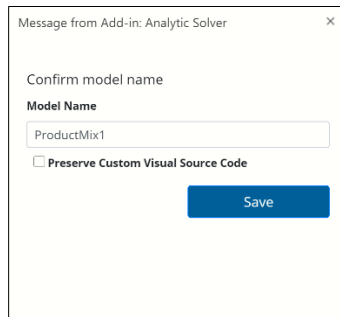 Message from Add-in: Analytic Solver
Confirm model name
Model Name
ProductMix1
Preserve Custom Visual Source Code
Save